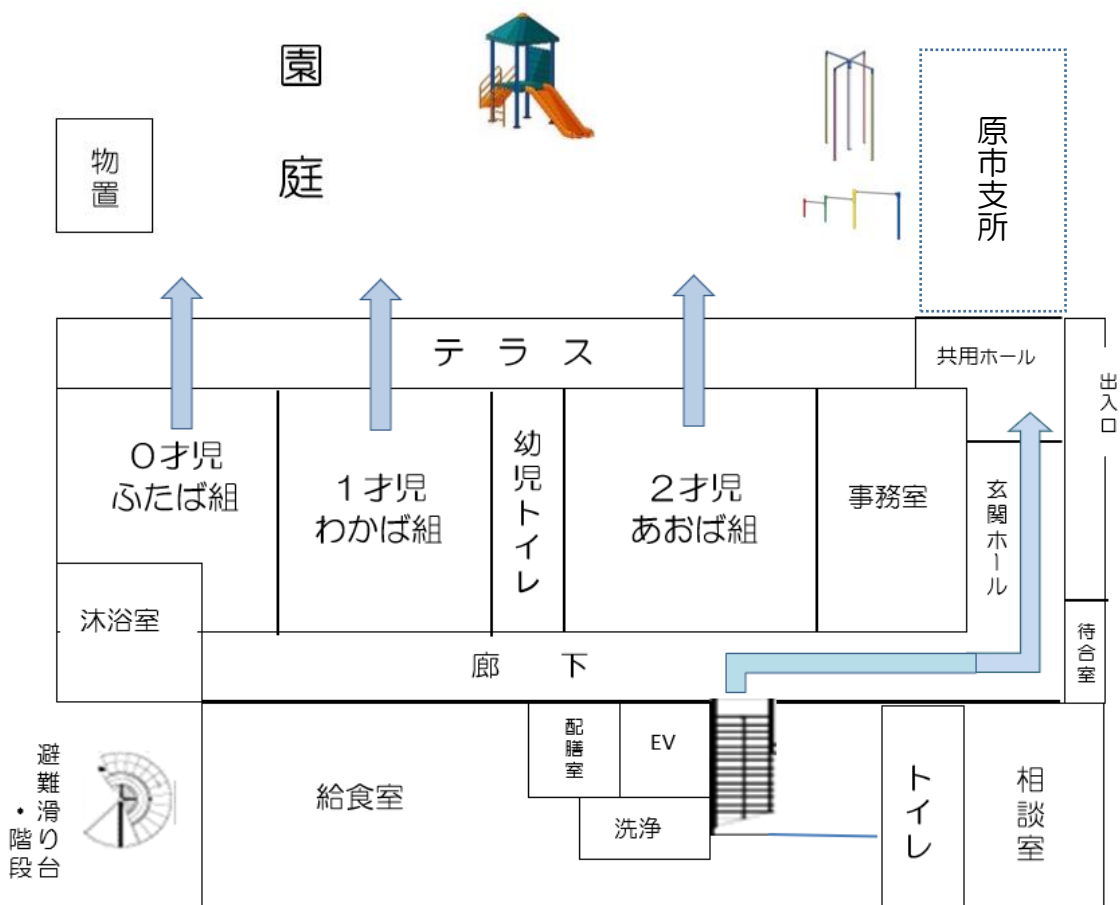 園庭
物置
原市支所
テラス
共用ホール
出入口
0才児
ふたば組
1才児
わかば組
幼児トイレ
2才児
あおば組
事務室
玄関ホール
沐浴室
廊下
待合室
避難滑り台
・階段
給食室
配膳室
EV
洗浄
トイレ
相談室